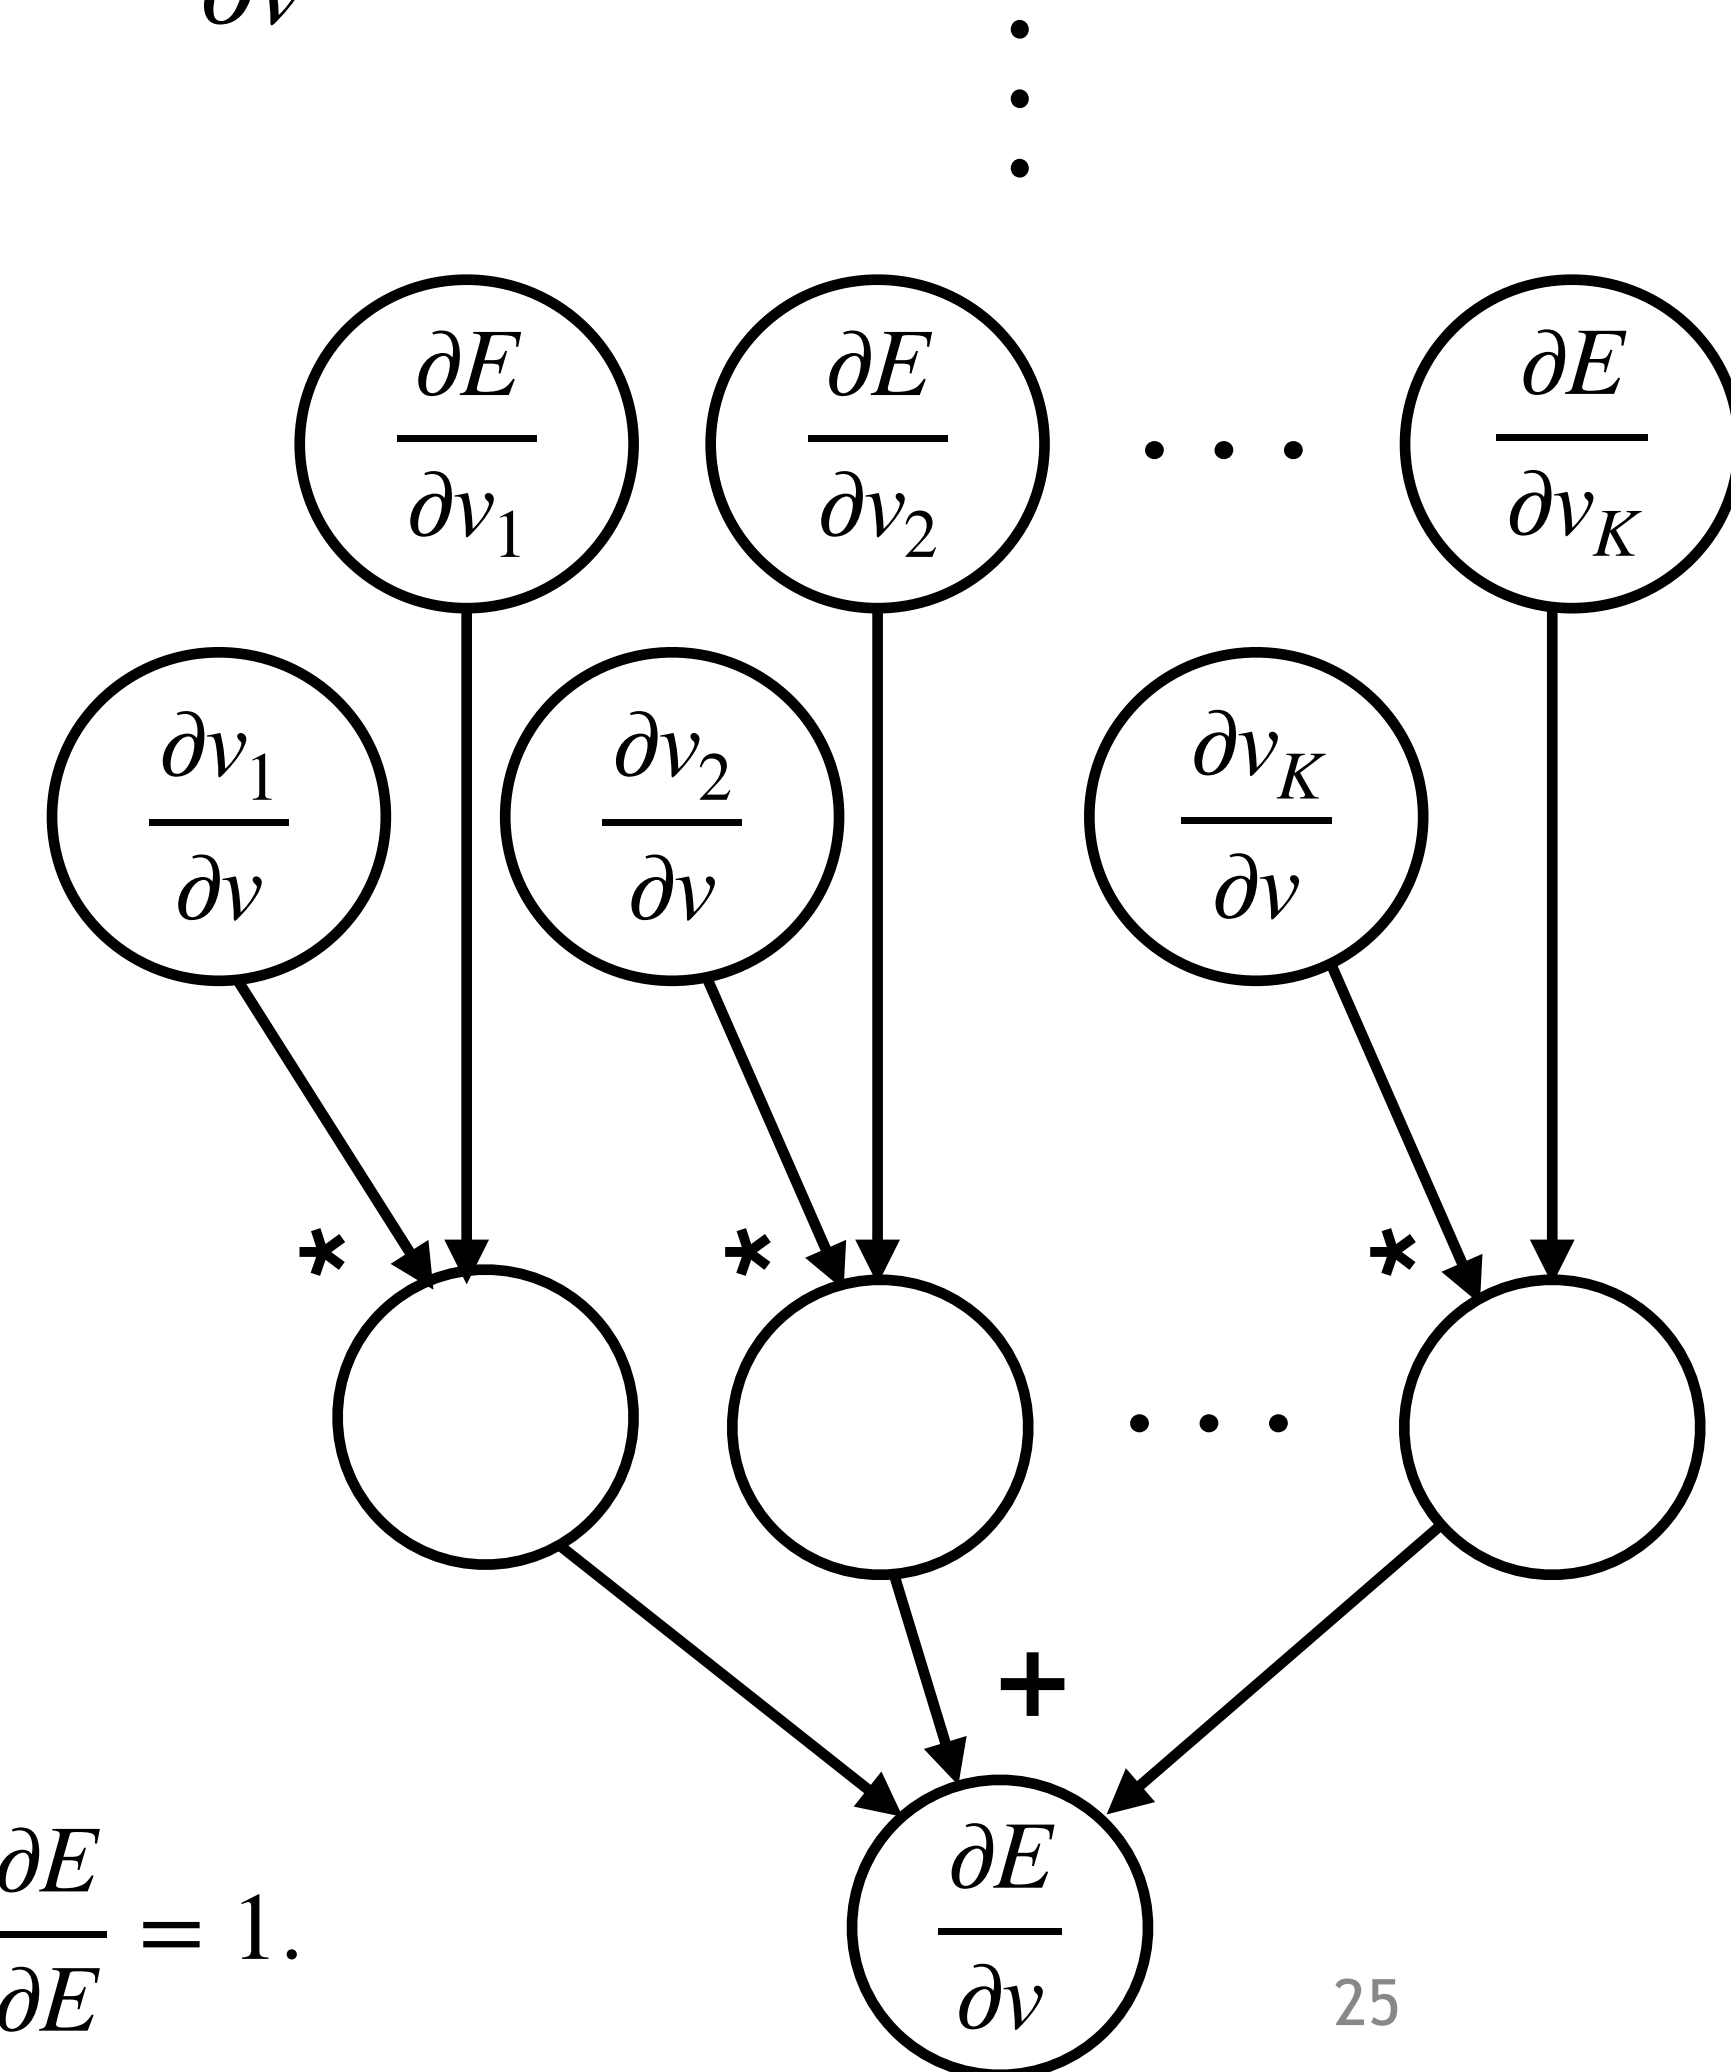 ∂v
∂E
∂v₁
∂E
∂v₂
. . .
∂E
∂v_K
∂v₁
∂v
∂v₂
∂v
∂v_K
∂v
*
*
*
. . .
+
∂E
∂E
= 1.
∂E
∂v
25